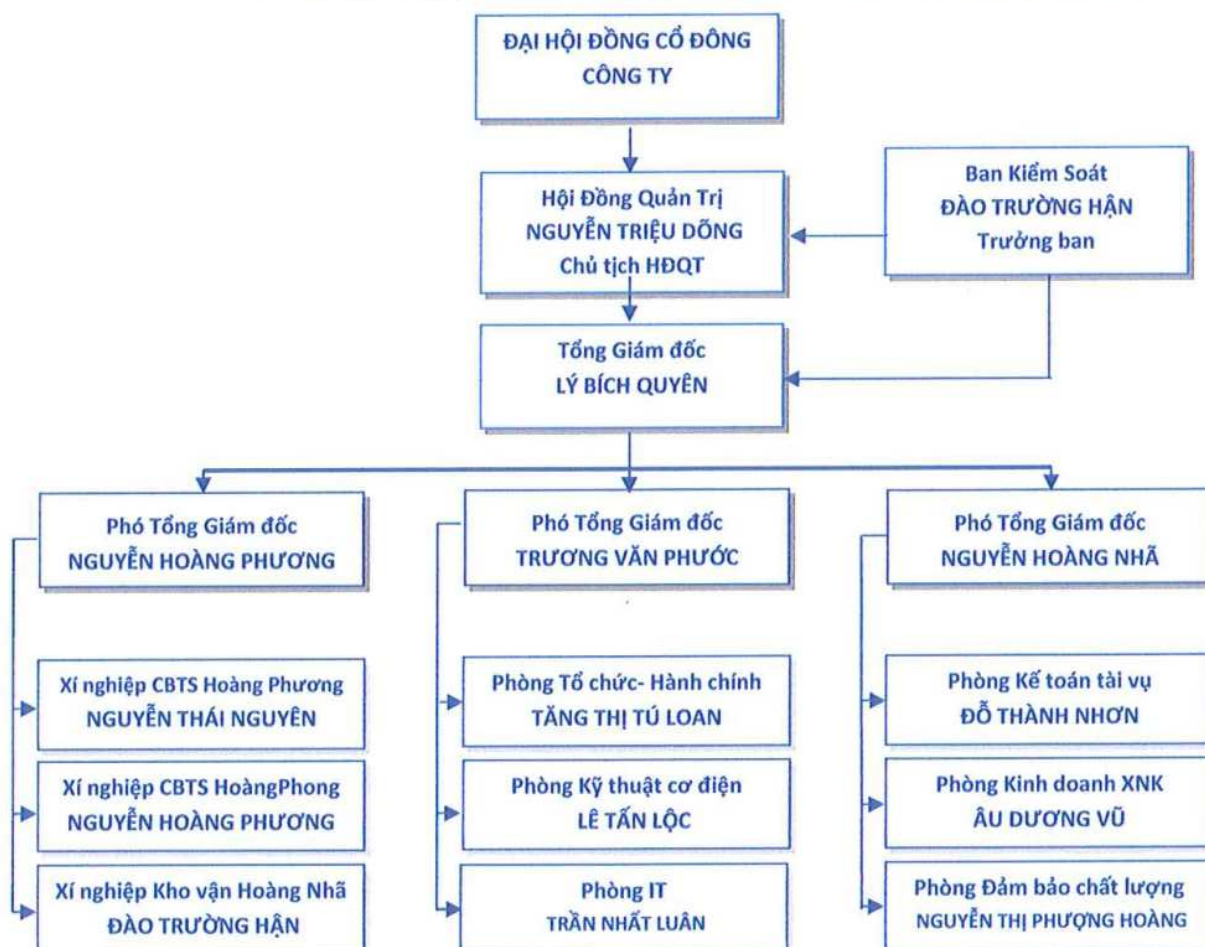 ĐẠI HỘI ĐỒNG CỔ ĐÔNG
CÔNG TY
Hội Đồng Quản Trị
NGUYỄN TRIỆU DÕNG
Chủ tịch HĐQT
Ban Kiểm Soát
ĐÀO TRƯỜNG HẬN
Trưởng ban
Tổng Giám đốc
LÝ BÍCH QUYÊN
Phó Tổng Giám đốc
NGUYỄN HOÀNG PHƯƠNG
Phó Tổng Giám đốc
TRƯƠNG VĂN PHƯỚC
Phó Tổng Giám đốc
NGUYỄN HOÀNG NHÃ
Xí nghiệp CBTS Hoàng Phương
NGUYỄN THÁI NGUYÊN
Xí nghiệp CBTS HoàngPhong
NGUYỄN HOÀNG PHƯƠNG
Xí nghiệp Kho vận Hoàng Nhã
ĐÀO TRƯỜNG HẬN
Phòng Tổ chức- Hành chính
TĂNG THỊ TÚ LOAN
Phòng Kỹ thuật cơ điện
LÊ TẤN LỘC
Phòng IT
TRẦN NHẤT LUÂN
Phòng Kế toán tài vụ
ĐỖ THÀNH NHƠN
Phòng Kinh doanh XNK
ÂU DƯƠNG VŨ
Phòng Đảm bảo chất lượng
NGUYỄN THỊ PHƯỢNG HOÀNG